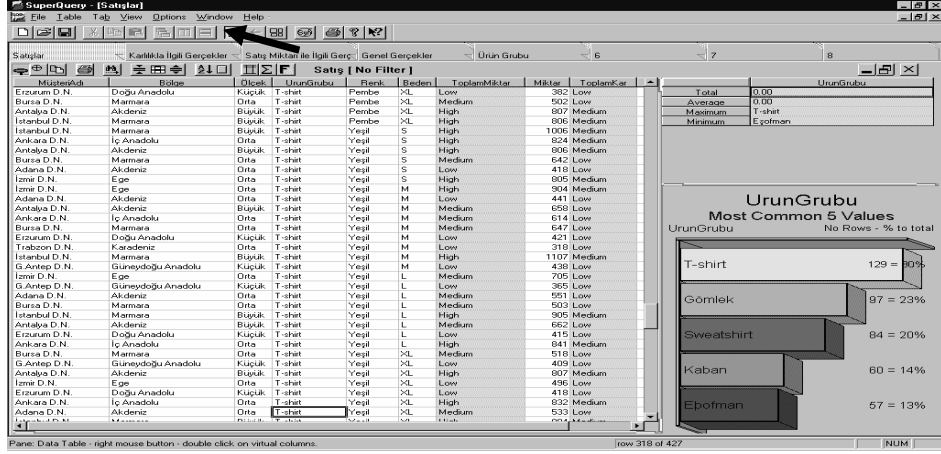 SuperQuery - [Satışlar]
File Table Tab View Options Window Help
Satışlar Karlılıkla İlgili Gerçekler Satış Miktarı ile İlgili Gerç. Genel Gerçekler Ürün Grubu 6 7 8
Satış [ No Filter ]
MüşteriAdı Bölge Ölçek UrunGrubu Renk Beden ToplamMiktar Miktar ToplamKar
Erzurum D.N. Doğu Anadolu Küçük T-shirt Pembe XL Low 382 Low
Bursa D.N. Marmara Orta T-shirt Pembe XL Medium 502 Low
Antalya D.N. Akdeniz Büyük T-shirt Pembe XL High 807 Medium
İstanbul D.N. Marmara Büyük T-shirt Pembe XL High 806 Medium
İstanbul D.N. Marmara Büyük T-shirt Yeşil S High 1006 Medium
Ankara D.N. İç Anadolu Orta T-shirt Yeşil S High 824 Medium
Antalya D.N. Akdeniz Büyük T-shirt Yeşil S High 806 Medium
Bursa D.N. Marmara Orta T-shirt Yeşil S Medium 642 Low
Adana D.N. Akdeniz Orta T-shirt Yeşil S Low 418 Low
İzmir D.N. Ege Orta T-shirt Yeşil S High 805 Medium
İzmir D.N. Ege Orta T-shirt Yeşil M High 904 Medium
Adana D.N. Akdeniz Orta T-shirt Yeşil M Low 441 Low
Antalya D.N. Akdeniz Büyük T-shirt Yeşil M Medium 658 Low
Ankara D.N. İç Anadolu Orta T-shirt Yeşil M Medium 614 Low
Bursa D.N. Marmara Orta T-shirt Yeşil M Medium 647 Low
Erzurum D.N. Doğu Anadolu Küçük T-shirt Yeşil M Low 421 Low
Trabzon D.N. Karadeniz Orta T-shirt Yeşil M Low 318 Low
İstanbul D.N. Marmara Büyük T-shirt Yeşil M High 1107 Medium
G.Antep D.N. Güneydoğu Anadolu Küçük T-shirt Yeşil M Low 438 Low
İzmir D.N. Ege Orta T-shirt Yeşil L Medium 705 Low
G.Antep D.N. Güneydoğu Anadolu Küçük T-shirt Yeşil L Low 365 Low
Adana D.N. Akdeniz Orta T-shirt Yeşil L Medium 551 Low
Bursa D.N. Marmara Orta T-shirt Yeşil L Medium 503 Low
İstanbul D.N. Marmara Büyük T-shirt Yeşil L High 905 Medium
Antalya D.N. Akdeniz Büyük T-shirt Yeşil L Medium 662 Low
Erzurum D.N. Doğu Anadolu Küçük T-shirt Yeşil L Low 415 Low
Ankara D.N. İç Anadolu Orta T-shirt Yeşil L High 841 Medium
Bursa D.N. Marmara Orta T-shirt Yeşil XL Medium 518 Low
G.Antep D.N. Güneydoğu Anadolu Küçük T-shirt Yeşil XL Low 409 Low
Antalya D.N. Akdeniz Büyük T-shirt Yeşil XL High 807 Medium
İzmir D.N. Ege Orta T-shirt Yeşil XL Low 496 Low
Erzurum D.N. Doğu Anadolu Küçük T-shirt Yeşil XL Low 418 Low
Ankara D.N. İç Anadolu Orta T-shirt Yeşil XL High 832 Medium
Adana D.N. Akdeniz Orta T-shirt Yeşil XL Medium 533 Low
UrunGrubu
Total 0.00
Average 0.00
Maximum T-shirt
Minimum Eşofman
UrunGrubu
Most Common 5 Values
UrunGrubu No Rows - % to total
T-shirt 129 = 30%
Gömlek 97 = 23%
Sweatshirt 84 = 20%
Kaban 60 = 14%
Eþofman 57 = 13%
Pane: Data Table - right mouse button - double click on virtual columns. row 318 of 427 NUM